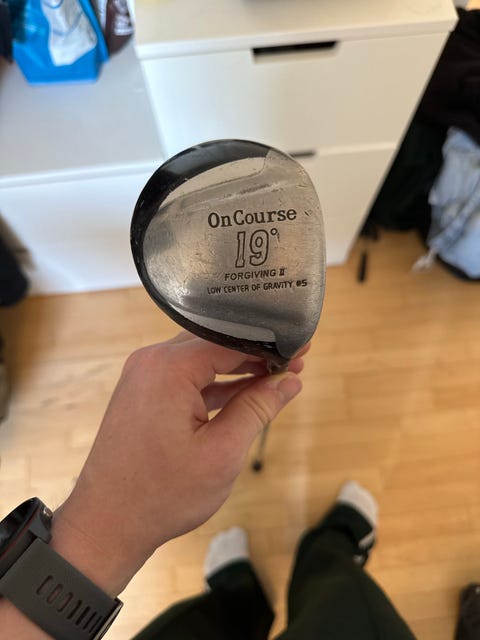 OnCourse
19°
FORGIVING II
LOW CENTER OF GRAVITY #5